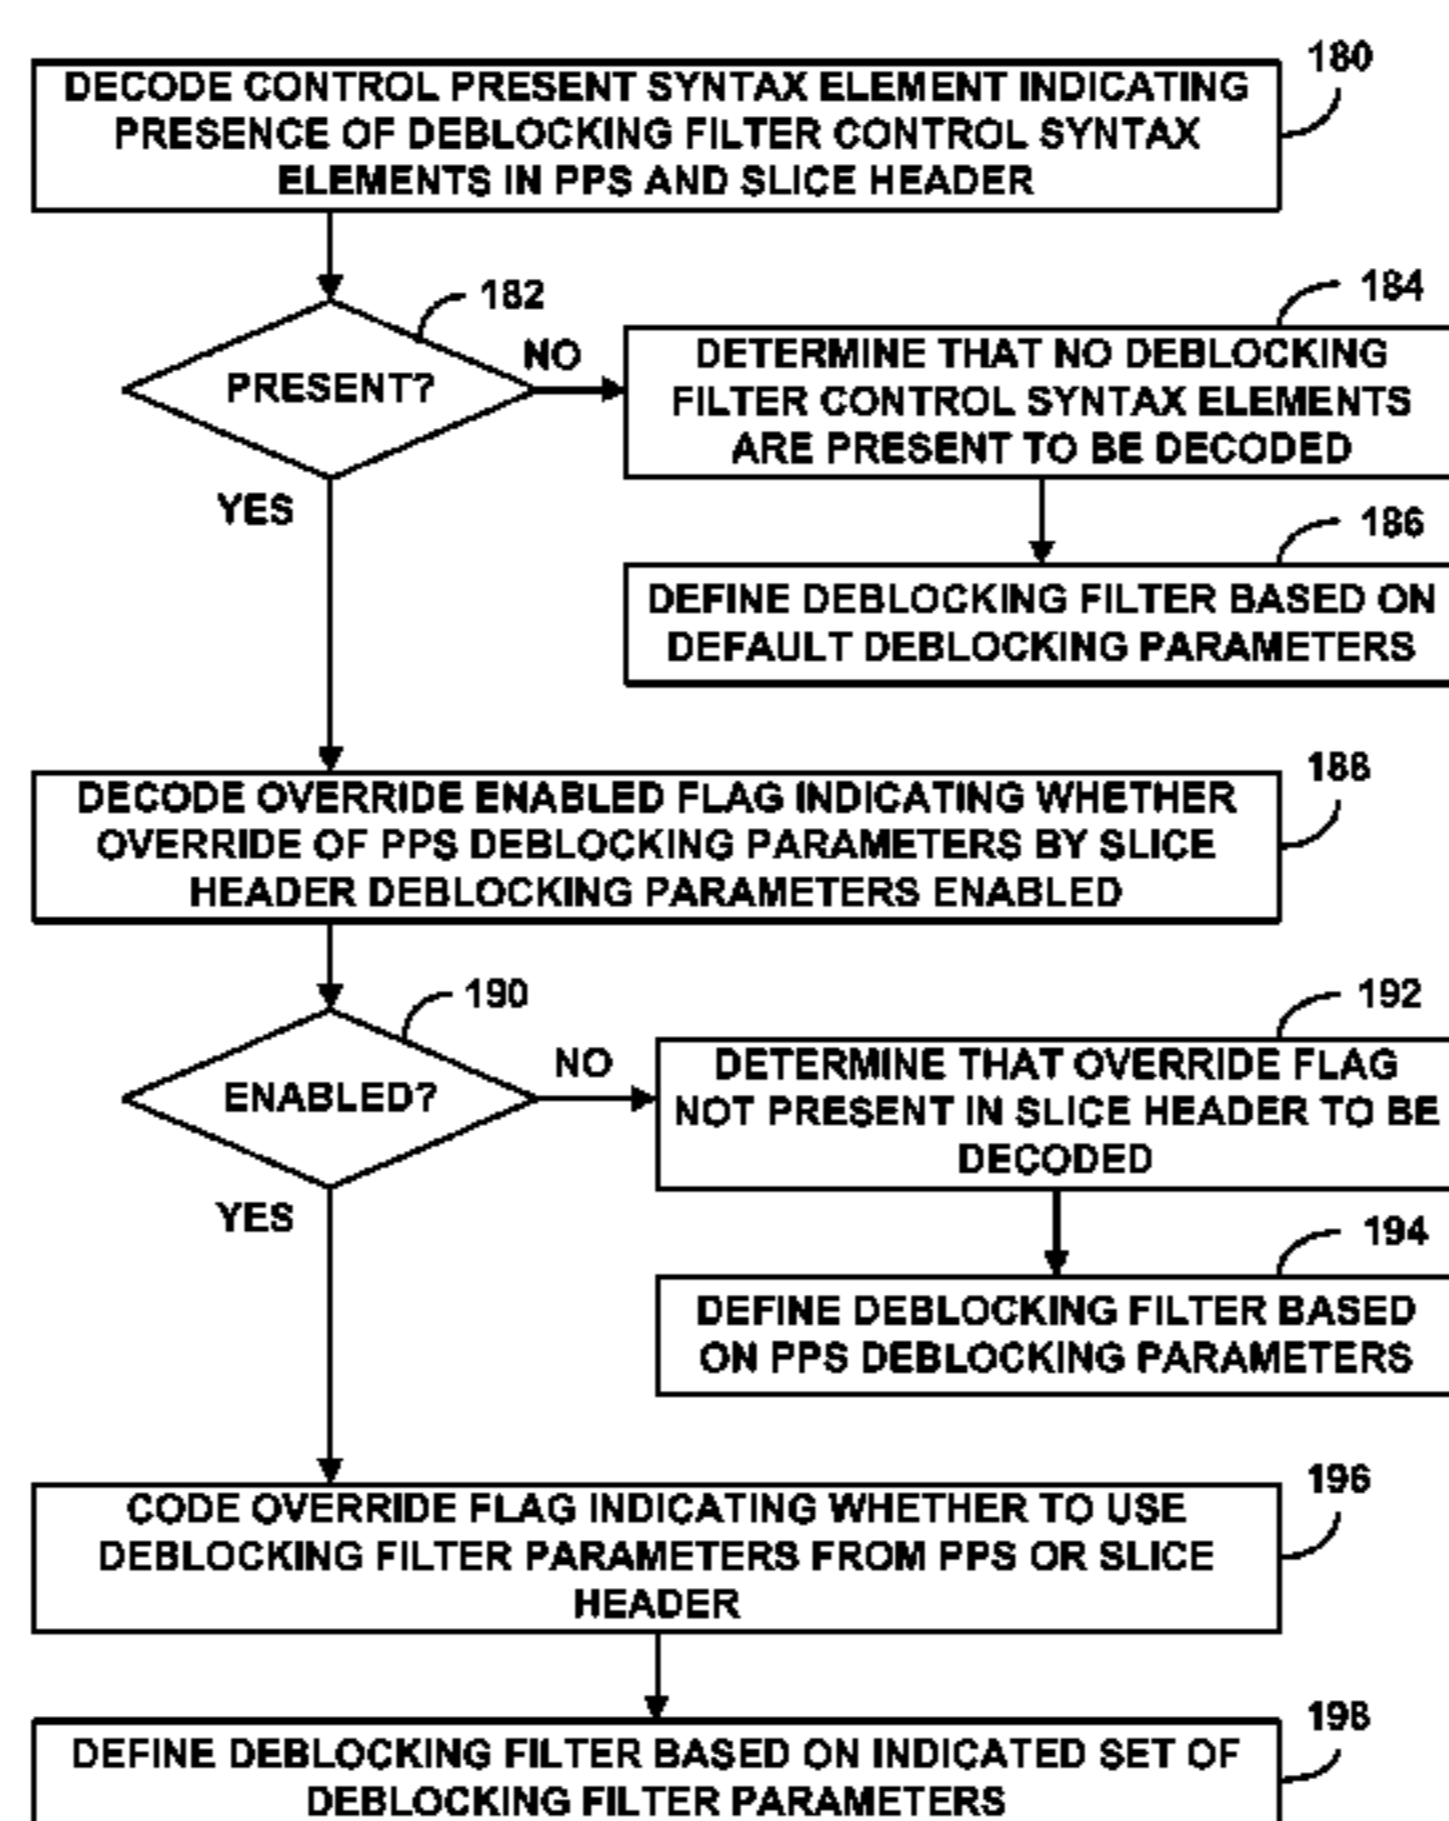 180
DECODE CONTROL PRESENT SYNTAX ELEMENT INDICATING
PRESENCE OF DEBLOCKING FILTER CONTROL SYNTAX
ELEMENTS IN PPS AND SLICE HEADER
182
PRESENT?
NO
YES
184
DETERMINE THAT NO DEBLOCKING
FILTER CONTROL SYNTAX ELEMENTS
ARE PRESENT TO BE DECODED
186
DEFINE DEBLOCKING FILTER BASED ON
DEFAULT DEBLOCKING PARAMETERS
188
DECODE OVERRIDE ENABLED FLAG INDICATING WHETHER
OVERRIDE OF PPS DEBLOCKING PARAMETERS BY SLICE
HEADER DEBLOCKING PARAMETERS ENABLED
190
ENABLED?
NO
YES
192
DETERMINE THAT OVERRIDE FLAG
NOT PRESENT IN SLICE HEADER TO BE
DECODED
194
DEFINE DEBLOCKING FILTER BASED
ON PPS DEBLOCKING PARAMETERS
196
CODE OVERRIDE FLAG INDICATING WHETHER TO USE
DEBLOCKING FILTER PARAMETERS FROM PPS OR SLICE
HEADER
198
DEFINE DEBLOCKING FILTER BASED ON INDICATED SET OF
DEBLOCKING FILTER PARAMETERS